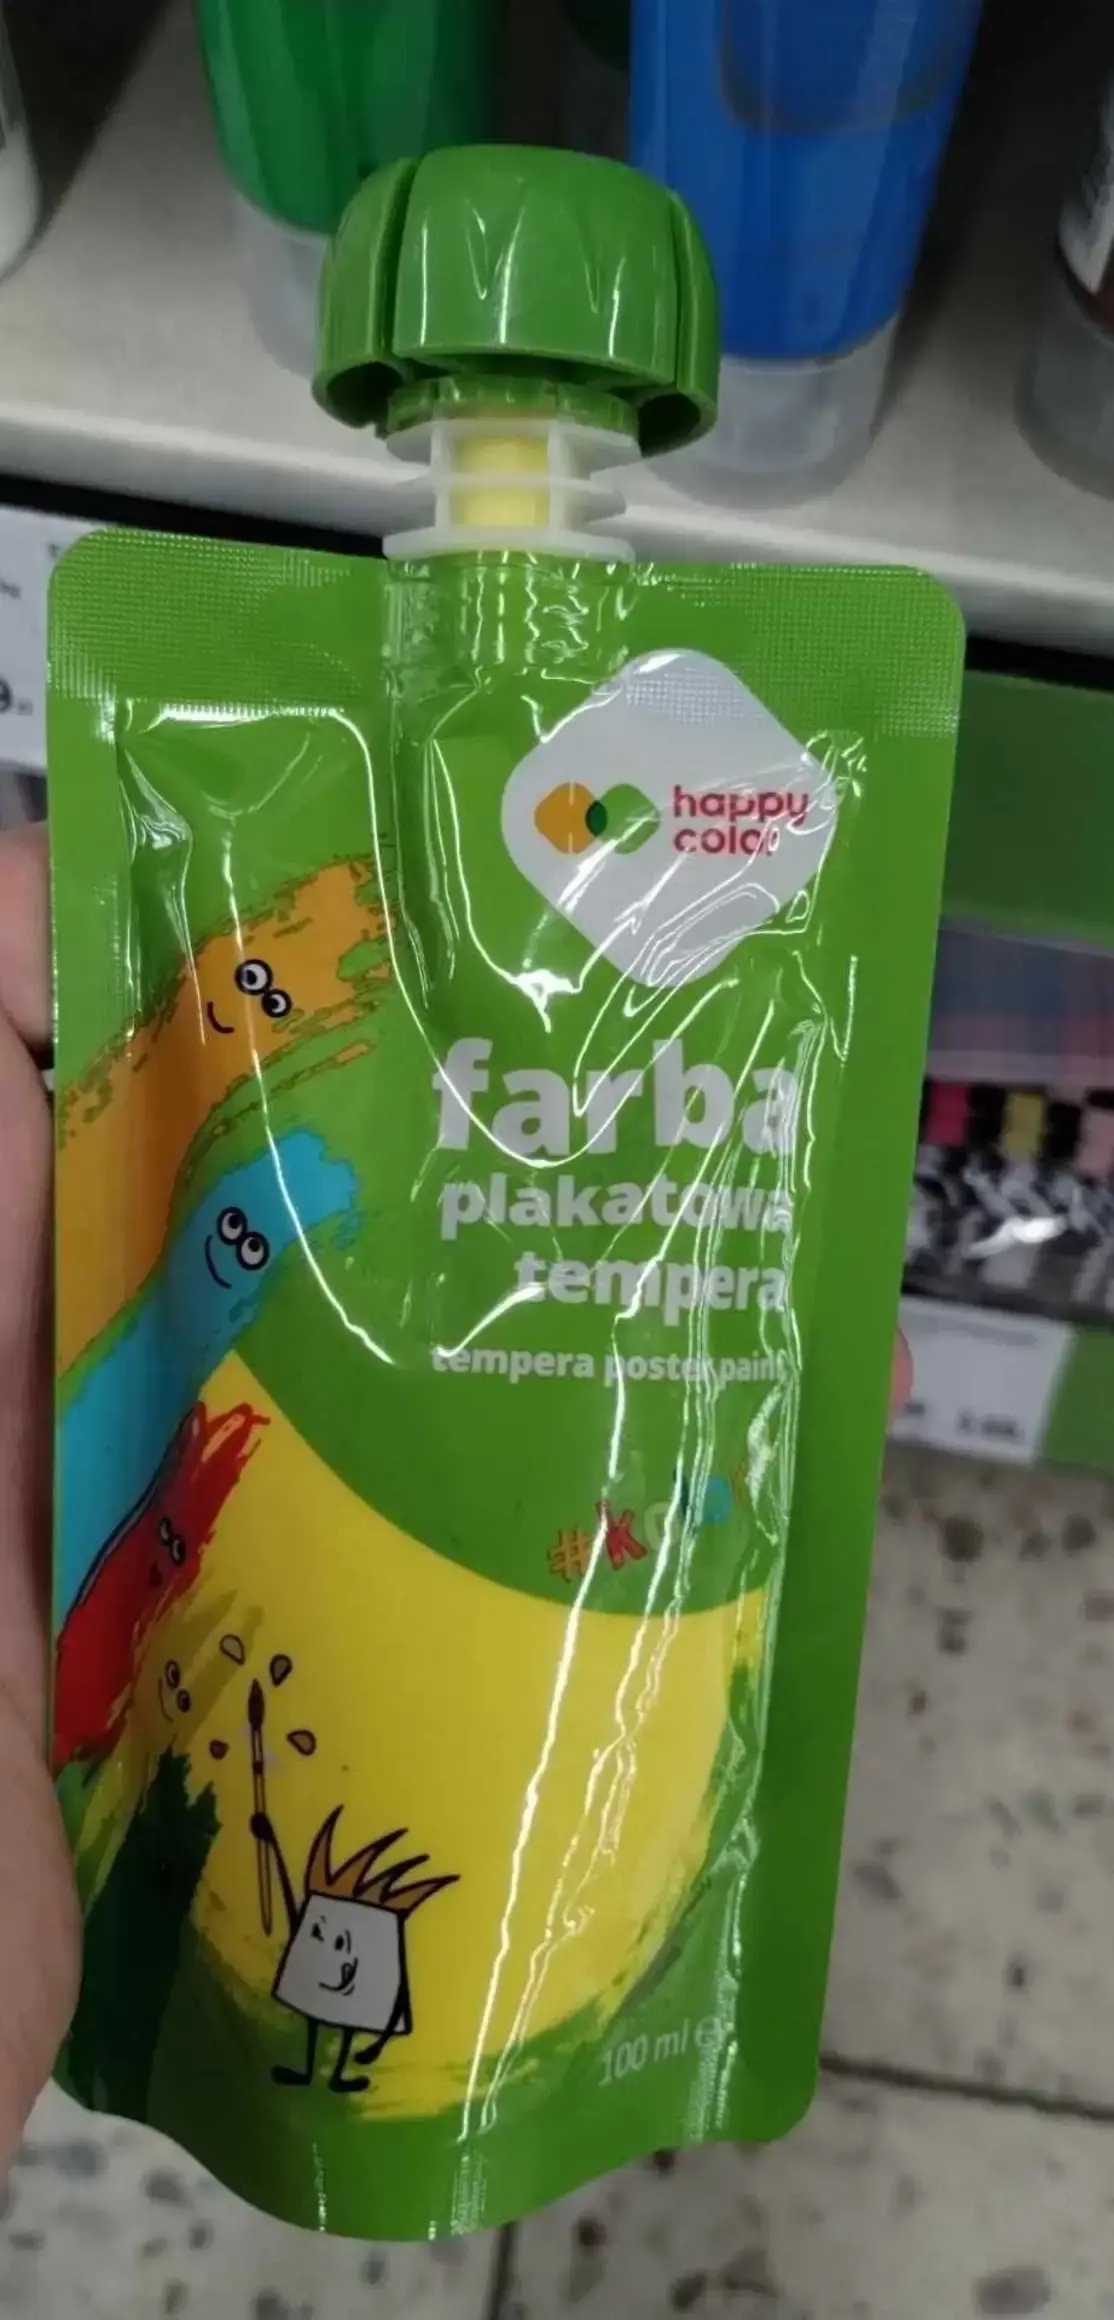 happy
color
farba
plakatowa
tempera
tempera poster paint
100 ml e